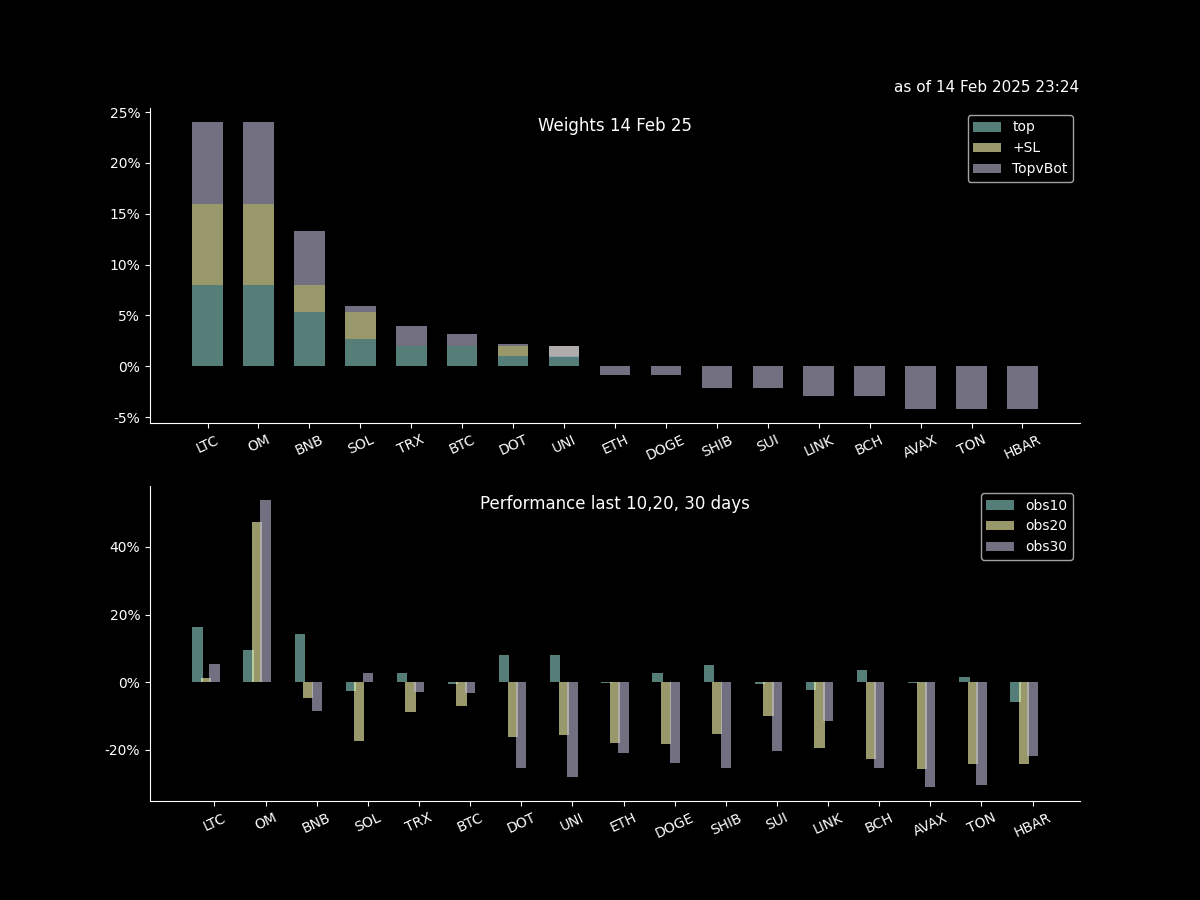 as of 14 Feb 2025 23:24
Weights 14 Feb 25
top
+SL
TopvBot
25%
20%
15%
10%
5%
0%
-5%
LTC OM BNB SOL TRX BTC DOT UNI ETH DOGE SHIB SUI LINK BCH AVAX TON HBAR
Performance last 10,20, 30 days
obs10
obs20
obs30
40%
20%
0%
-20%
LTC OM BNB SOL TRX BTC DOT UNI ETH DOGE SHIB SUI LINK BCH AVAX TON HBAR